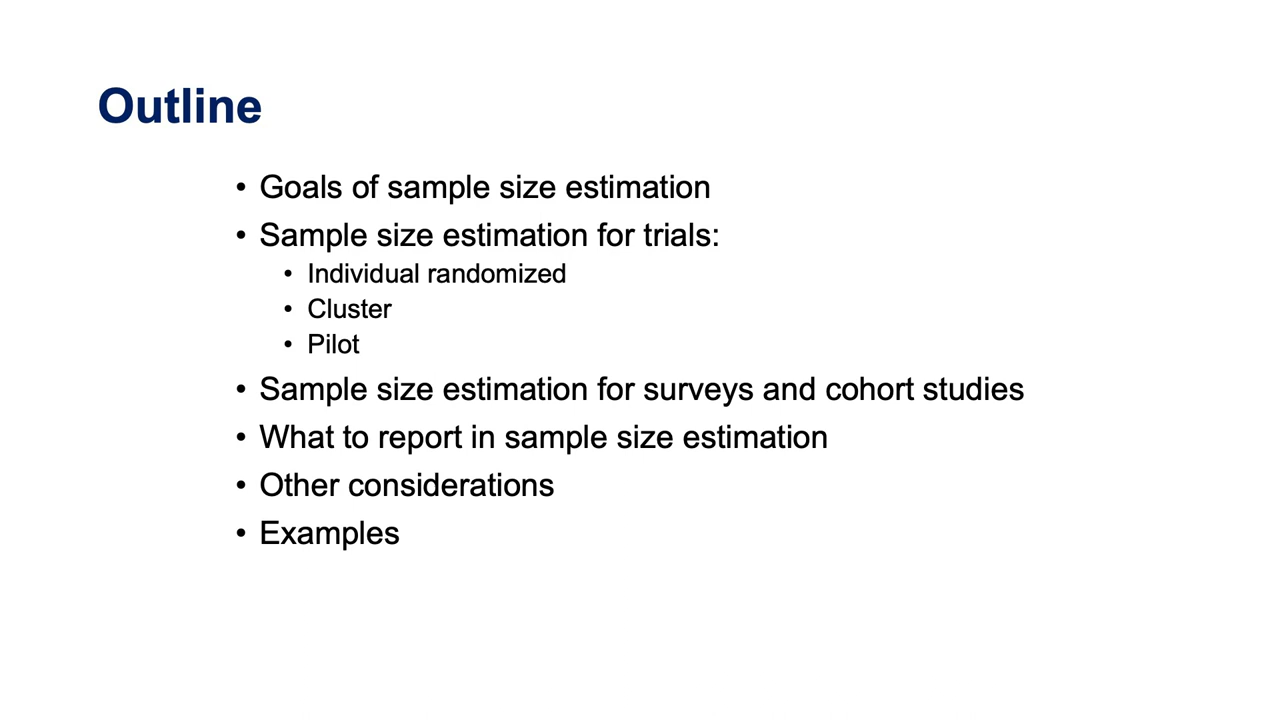 Outline
• Goals of sample size estimation
• Sample size estimation for trials:
• Individual randomized
• Cluster
• Pilot
• Sample size estimation for surveys and cohort studies
• What to report in sample size estimation
• Other considerations
• Examples